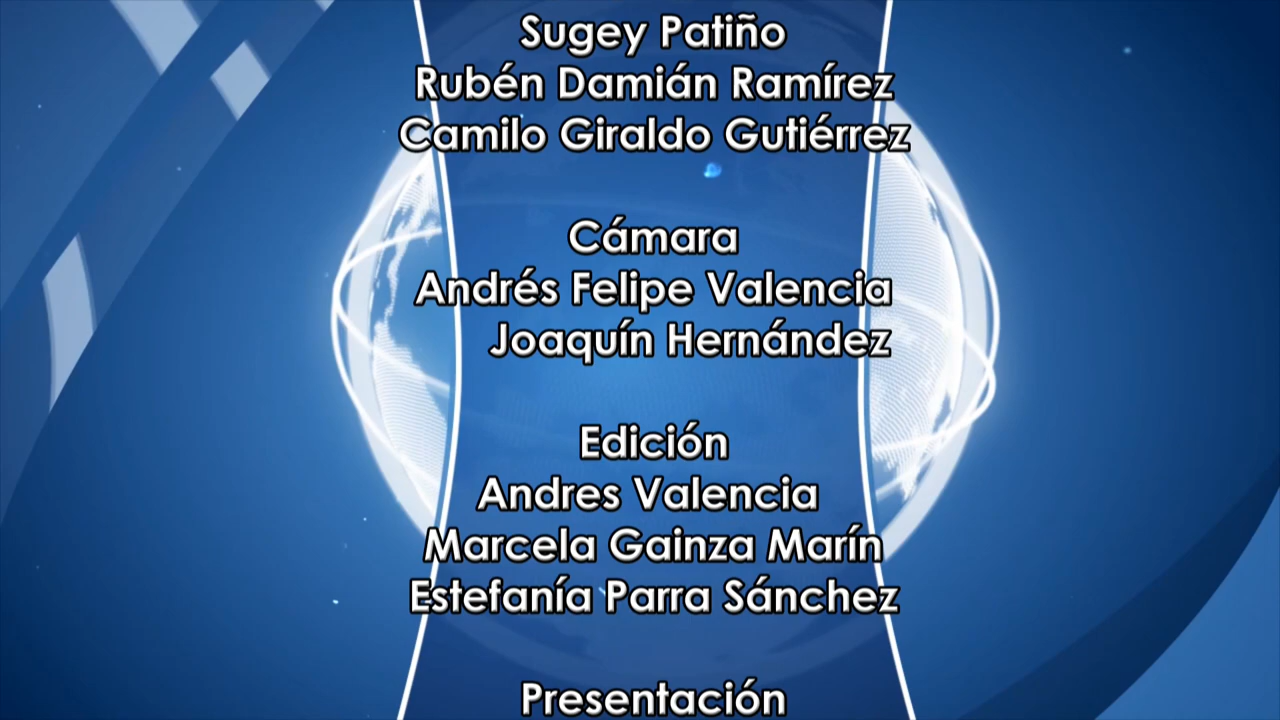 Sugey Patiño
Rubén Damián Ramírez
Camilo Giraldo Gutiérrez
Cámara
Andrés Felipe Valencia
Joaquín Hernández
Edición
Andres Valencia
Marcela Gainza Marín
Estefanía Parra Sánchez
Presentación